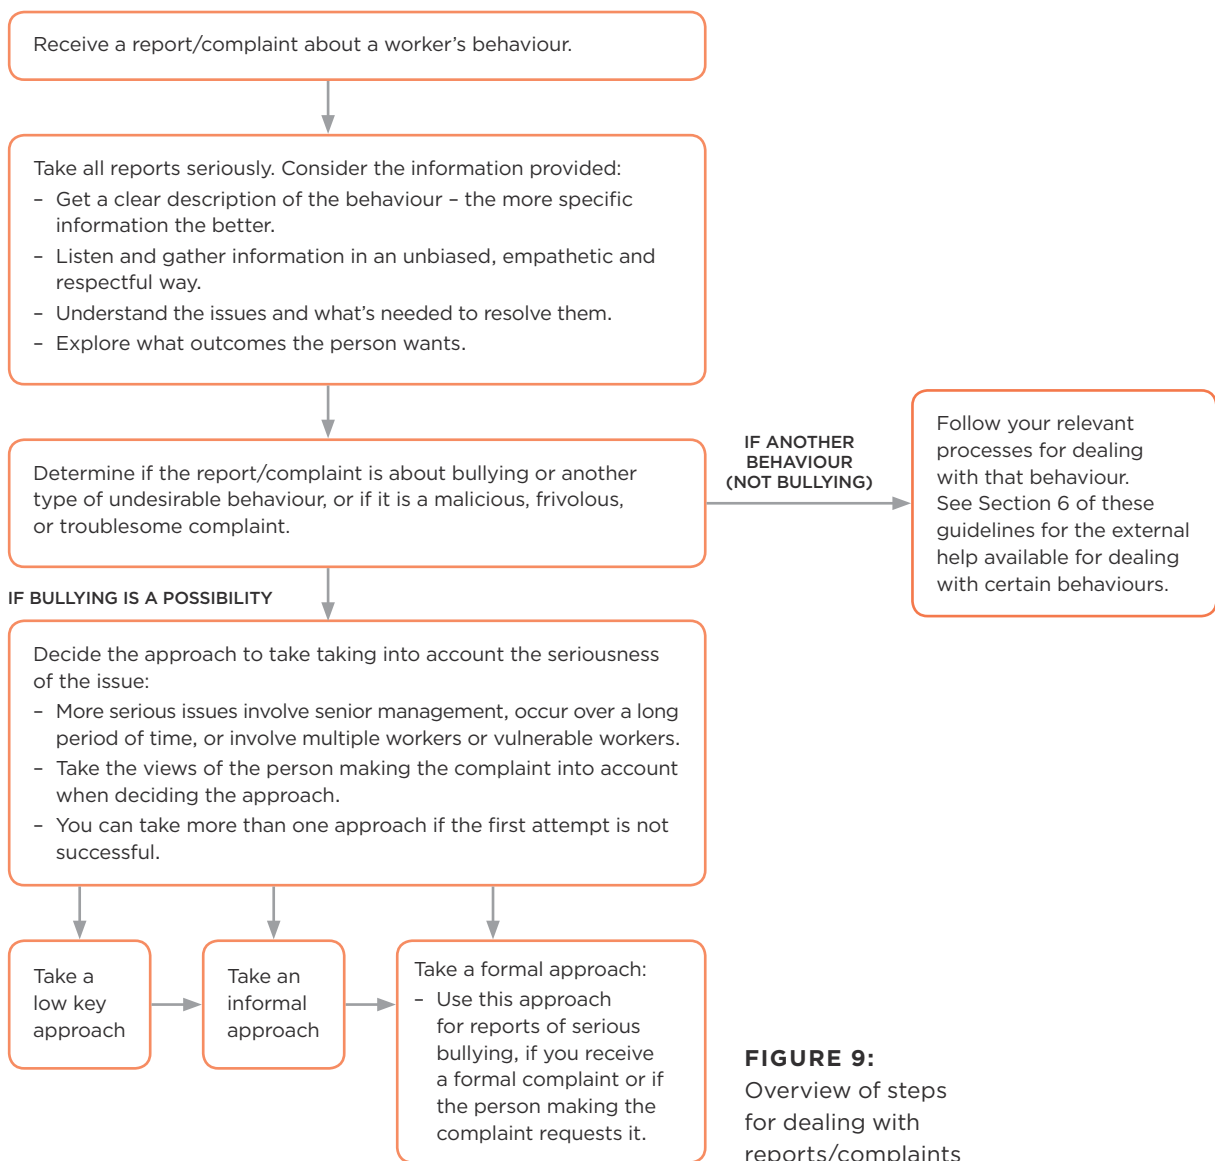 Receive a report/complaint about a worker's behaviour.
Take all reports seriously. Consider the information provided:
– Get a clear description of the behaviour – the more specific
information the better.
– Listen and gather information in an unbiased, empathetic and
respectful way.
– Understand the issues and what's needed to resolve them.
– Explore what outcomes the person wants.
Determine if the report/complaint is about bullying or another
type of undesirable behaviour, or if it is a malicious, frivolous,
or troublesome complaint.
IF ANOTHER
BEHAVIOUR
(NOT BULLYING)
Follow your relevant
processes for dealing
with that behaviour.
See Section 6 of these
guidelines for the external
help available for dealing
with certain behaviours.
IF BULLYING IS A POSSIBILITY
Decide the approach to take taking into account the seriousness
of the issue:
– More serious issues involve senior management, occur over a long
period of time, or involve multiple workers or vulnerable workers.
– Take the views of the person making the complaint into account
when deciding the approach.
– You can take more than one approach if the first attempt is not
successful.
Take a
low key
approach
Take an
informal
approach
Take a formal approach:
– Use this approach
for reports of serious
bullying, if you receive
a formal complaint or if
the person making the
complaint requests it.
FIGURE 9:
Overview of steps
for dealing with
reports/complaints